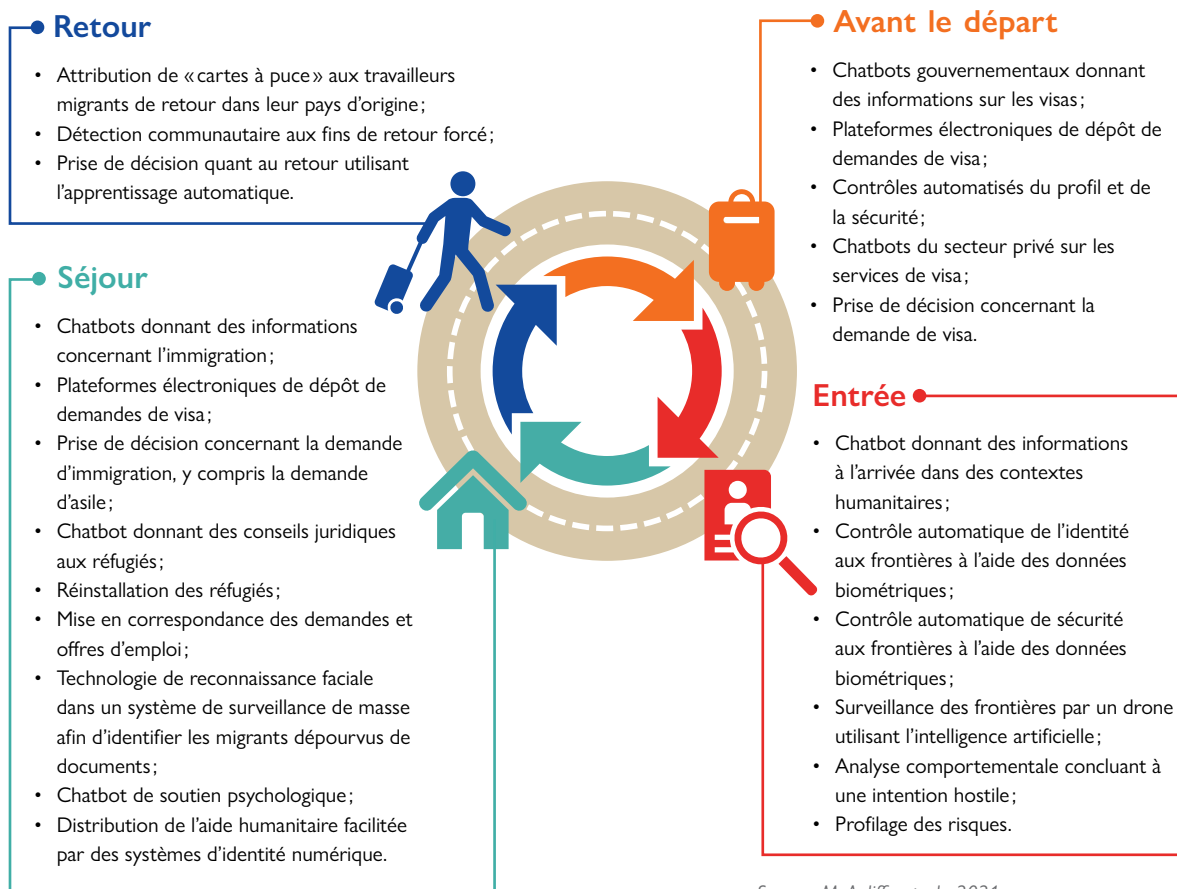 Retour
• Attribution de «cartes à puce» aux travailleurs
migrants de retour dans leur pays d'origine;
• Détection communautaire aux fins de retour forcé;
• Prise de décision quant au retour utilisant
l'apprentissage automatique.
Avant le départ
• Chatbots gouvernementaux donnant
des informations sur les visas;
• Plateformes électroniques de dépôt de
demandes de visa;
• Contrôles automatisés du profil et de
la sécurité;
• Chatbots du secteur privé sur les
services de visa;
• Prise de décision concernant la
demande de visa.
Séjour
• Chatbots donnant des informations
concernant l'immigration;
• Plateformes électroniques de dépôt de
demandes de visa;
• Prise de décision concernant la demande
d'immigration, y compris la demande
d'asile;
• Chatbot donnant des conseils juridiques
aux réfugiés;
• Réinstallation des réfugiés;
• Mise en correspondance des demandes et
offres d'emploi;
• Technologie de reconnaissance faciale
dans un système de surveillance de masse
afin d'identifier les migrants dépourvus de
documents;
• Chatbot de soutien psychologique;
• Distribution de l'aide humanitaire facilitée
par des systèmes d'identité numérique.
Entrée
• Chatbot donnant des informations
à l'arrivée dans des contextes
humanitaires;
• Contrôle automatique de l'identité
aux frontières à l'aide des données
biométriques;
• Contrôle automatique de sécurité
aux frontières à l'aide des données
biométriques;
• Surveillance des frontières par un drone
utilisant l'intelligence artificielle;
• Analyse comportementale concluant à
une intention hostile;
• Profilage des risques.